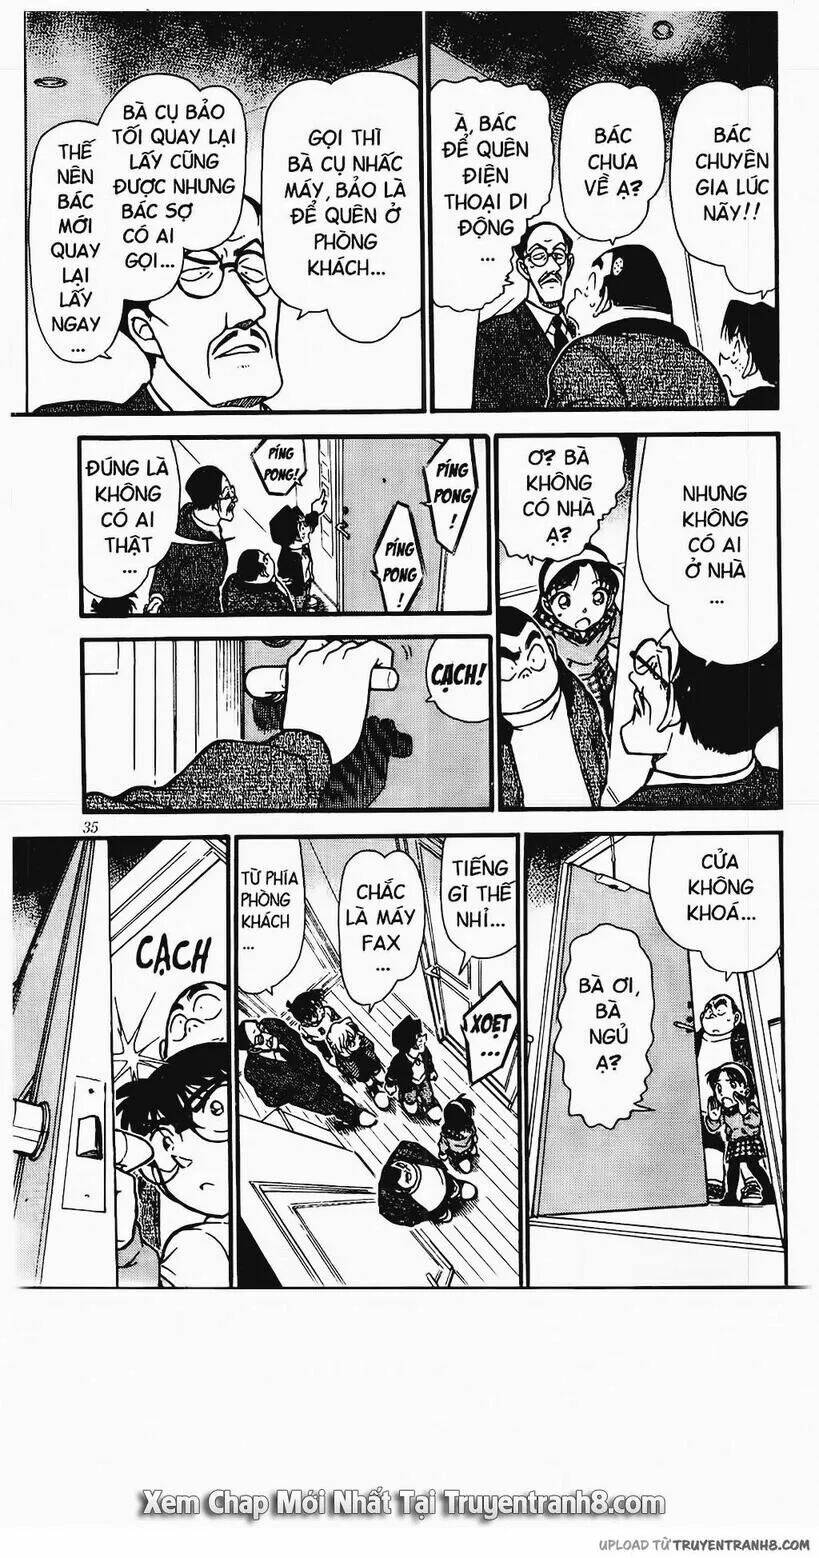 BÁC
CHUYÊN
GIA LÚC
NÃY!!
BÁC
CHƯA
VỀ Ạ?
À, BÁC
ĐỂ QUÊN
ĐIỆN
THOẠI DI
ĐỘNG
...
GỌI THÌ
BÀ CỤ NHẤC
MÁY, BẢO LÀ
ĐỂ QUÊN Ở
PHÒNG
KHÁCH...
BÀ CỤ BẢO
TỐI QUAY LẠI
LẤY CŨNG
ĐƯỢC NHƯNG
BÁC SỢ
CÓ AI
GỌI...
THẾ
NÊN BÁC
MỚI
QUAY
LẠI
LẤY
NGAY
...
NHƯNG
KHÔNG
CÓ AI
Ở NHÀ
...
Ơ? BÀ
KHÔNG
CÓ NHÀ
Ạ?
PÍNG
PONG
!
PÍNG
PONG
!
PÍNG
PONG!
ĐÚNG LÀ
KHÔNG
CÓ AI
THẬT
...
CẠCH!
35
CỬA
KHÔNG
KHOÁ...
BÀ ƠI,
BÀ
NGỦ
Ạ?
TIẾNG
GÌ THẾ
NHỈ...
XOẸT
...
CHẮC
LÀ MÁY
FAX
...
TỪ PHÍA
PHÒNG
KHÁCH
...
CẠCH
Xem Chap Mới Nhất Tại Truyentranh8.com
UPLOAD TỪ TRUYENTRANH8.COM